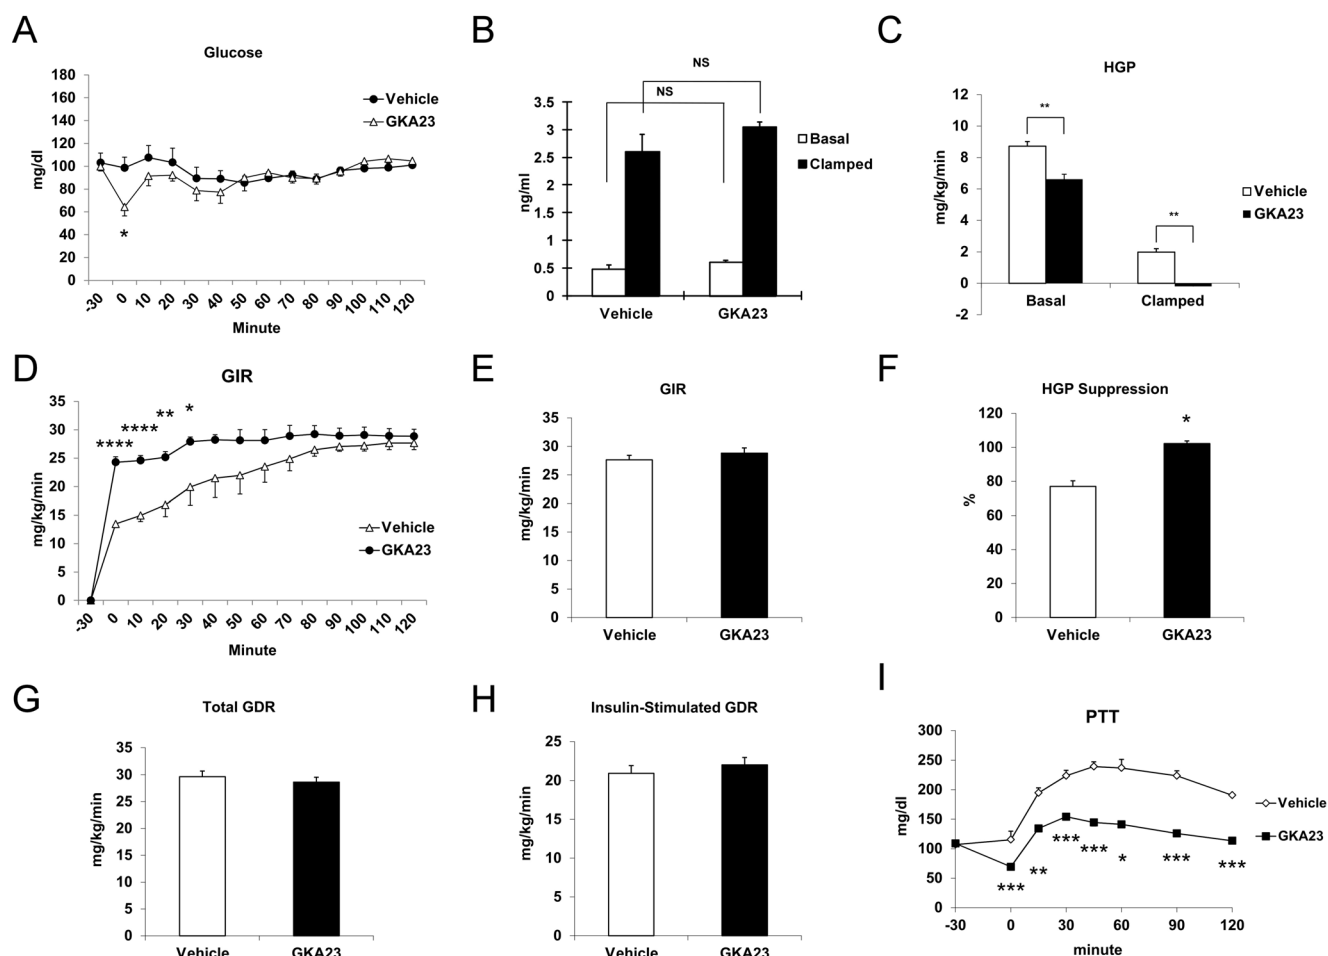 A
Glucose
180
160
140
120
100
80
60
40
20
0
mg/dl
Vehicle
GKA23
*
-30 0 10 20 30 40 50 60 70 80 90 100 110 120
Minute
B
NS
NS
3.5
3
2.5
2
1.5
1
0.5
0
ng/ml
Basal
Clamped
Vehicle GKA23
C
HGP
12
10
8
6
4
2
0
-2
mg/kg/min
**
**
Vehicle
GKA23
Basal Clamped
D
GIR
35
30
25
20
15
10
5
0
mg/kg/min
**** **** ** *
Vehicle
GKA23
-30 0 10 20 30 40 50 60 70 80 90 100 110 120
Minute
E
GIR
35
30
25
20
15
10
5
0
mg/kg/min
Vehicle GKA23
F
HGP Suppression
120
100
80
60
40
20
0
%
*
Vehicle GKA23
G
Total GDR
35
30
25
20
15
10
5
0
mg/kg/min
Vehicle GKA23
H
Insulin-Stimulated GDR
25
20
15
10
5
0
mg/kg/min
Vehicle GKA23
I
PTT
300
250
200
150
100
50
0
mg/dl
Vehicle
GKA23
*** ** *** *** * *** ***
-30 0 30 60 90 120
minute